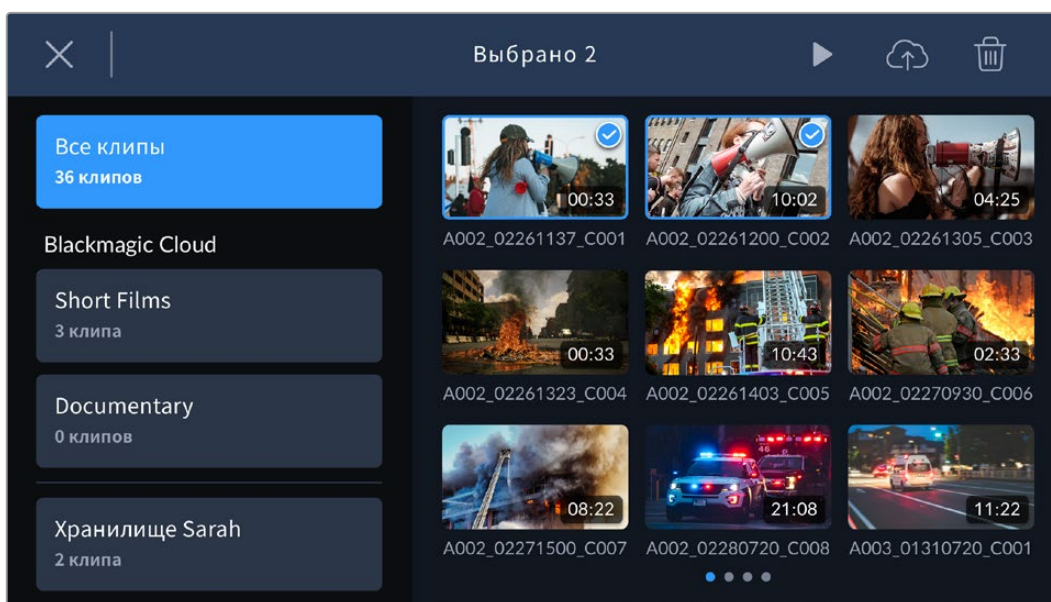 Выбрано 2
Все клипы
36 клипов
Blackmagic Cloud
Short Films
3 клипа
Documentary
0 клипов
Хранилище Sarah
2 клипа
00:33
10:02
04:25
A002_02261137_C001
A002_02261200_C002
A002_02261305_C003
00:33
10:43
02:33
A002_02261323_C004
A002_02261403_C005
A002_02270930_C006
46
08:22
21:08
11:22
A002_02271500_C007
A002_02280720_C008
A003_01310720_C001